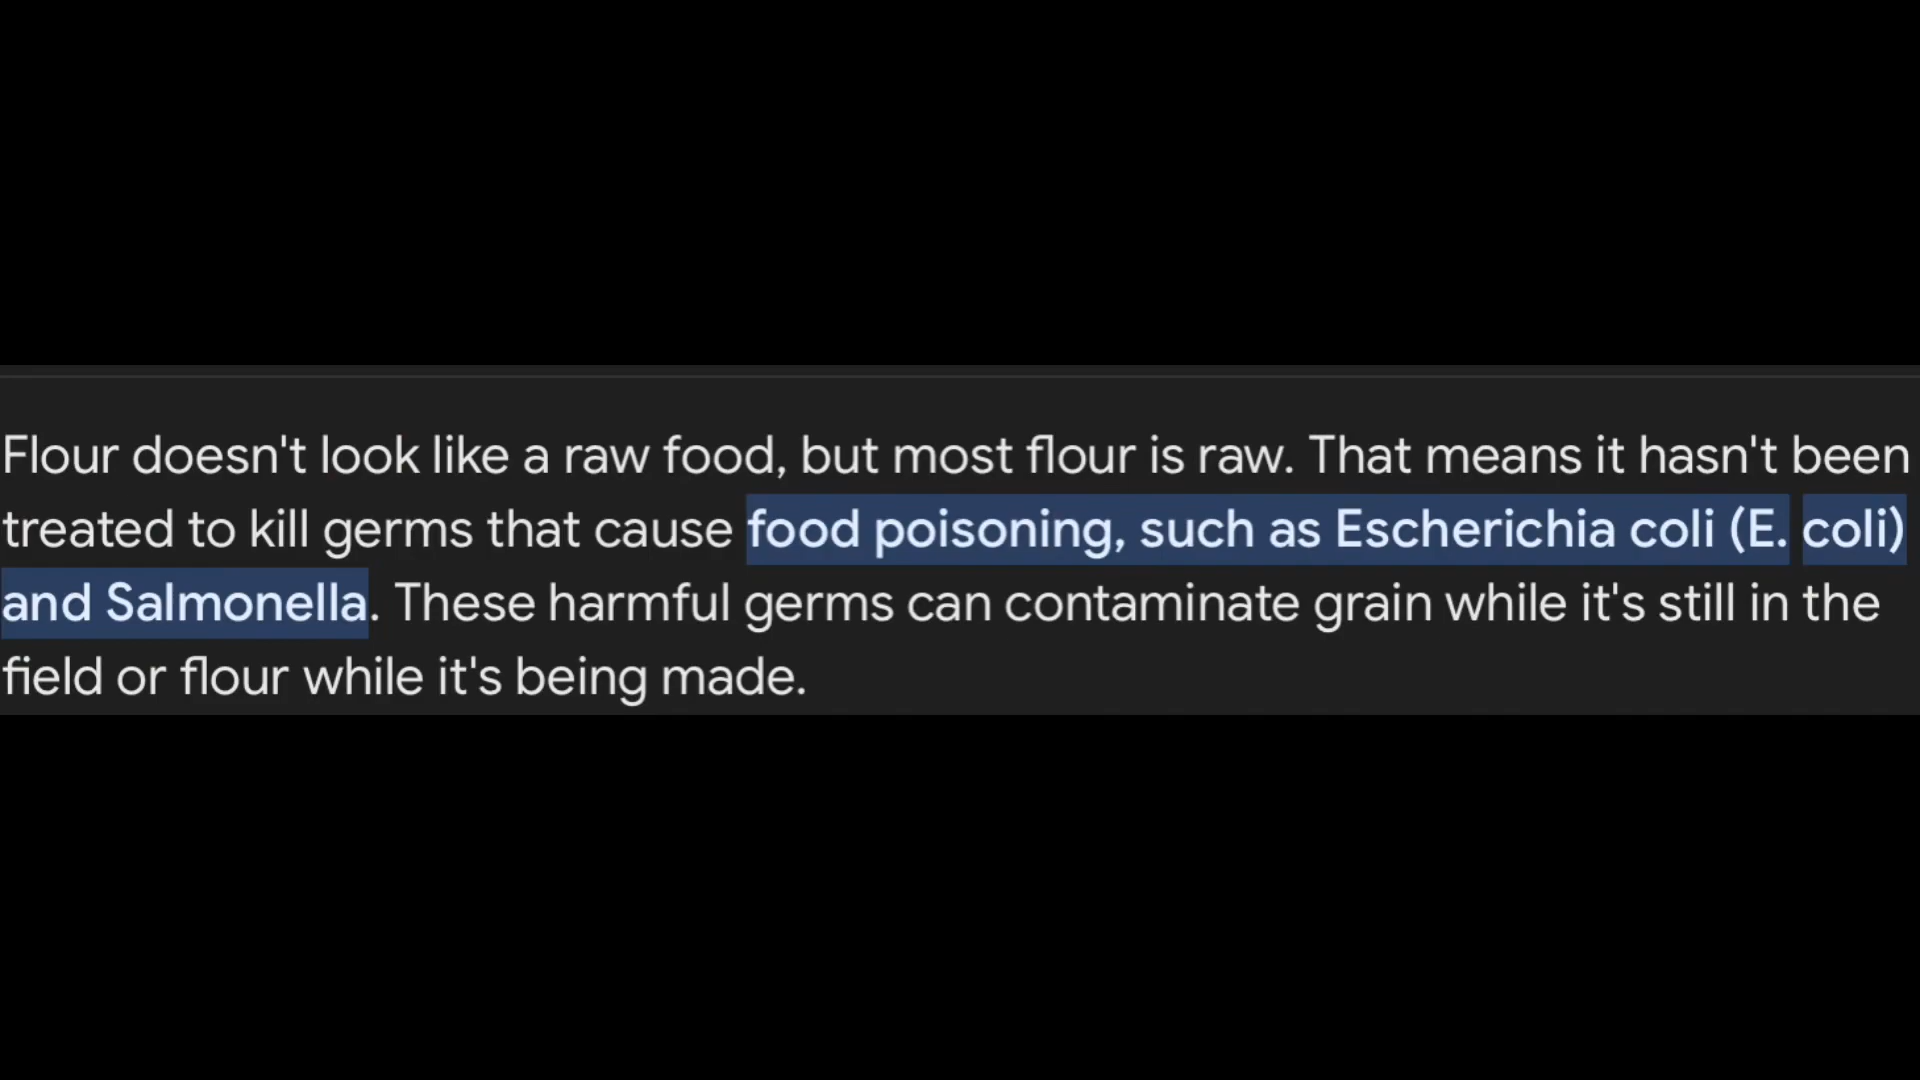 Flour doesn't look like a raw food, but most flour is raw. That means it hasn't been
treated to kill germs that cause food poisoning, such as Escherichia coli (E. coli)
and Salmonella. These harmful germs can contaminate grain while it's still in the
field or flour while it's being made.